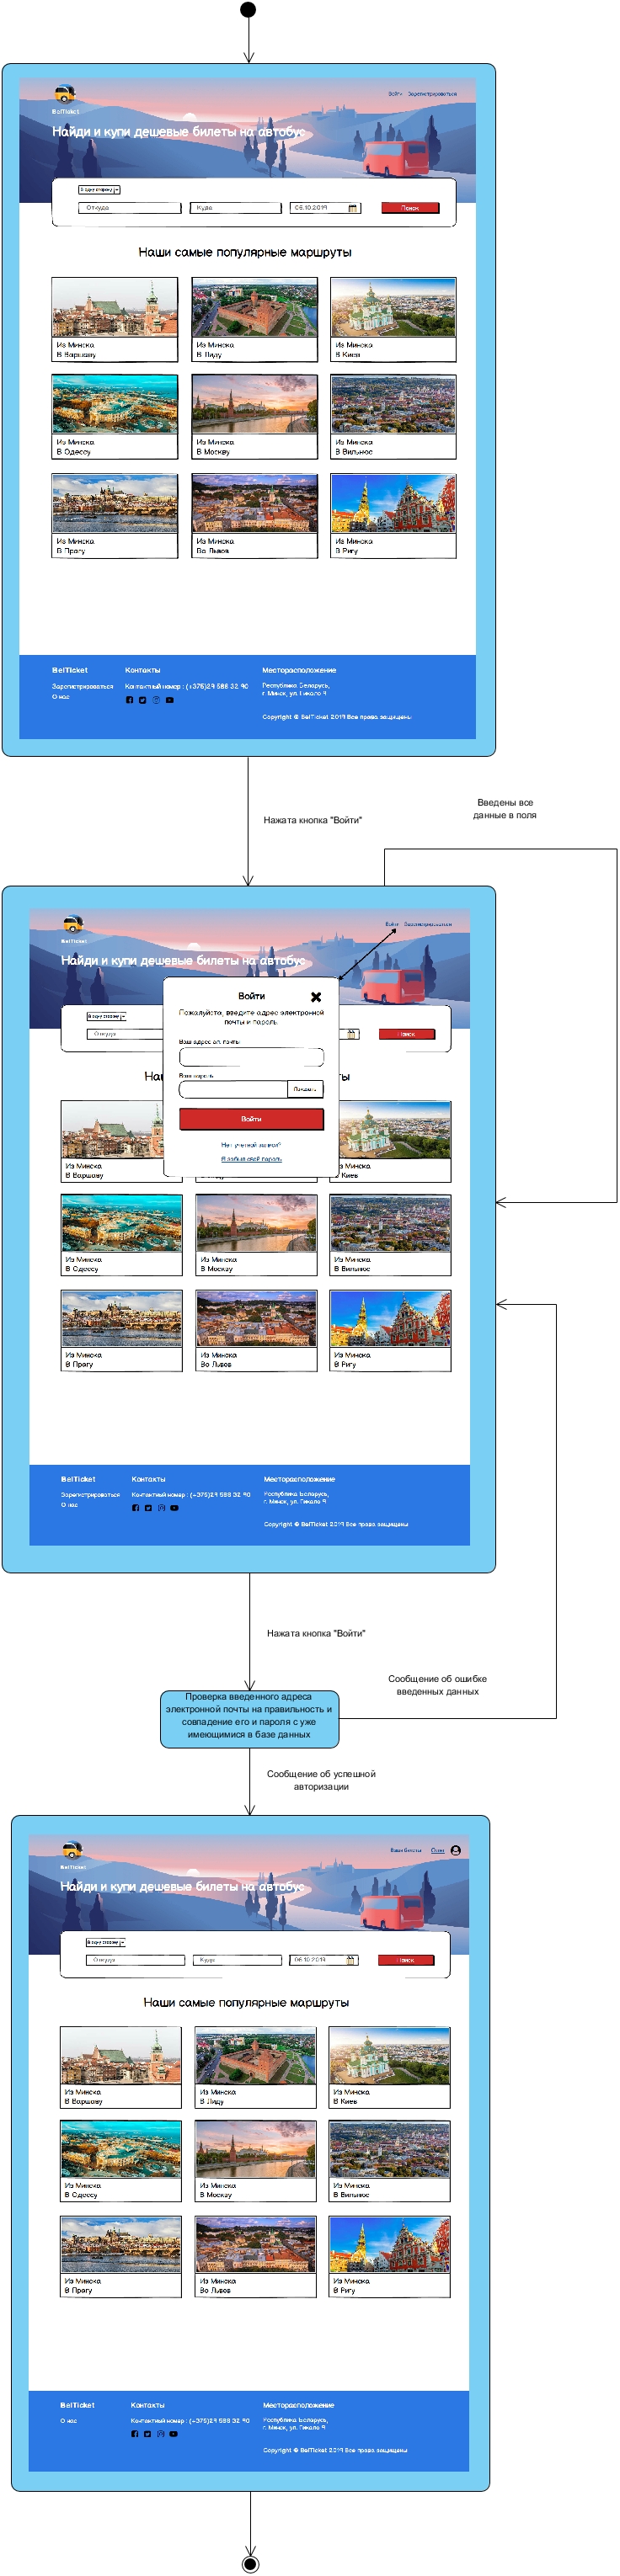 Войти Зарегистрироваться
BelTicket
Найди и купи дешевые билеты на автобус
В одну сторону
Откуда
Куда
06.10.2019
Поиск
Наши самые популярные маршруты
Из Минска
В Варшаву
Из Минска
В Лиду
Из Минска
В Киев
Из Минска
В Одессу
Из Минска
В Москву
Из Минска
В Вильнюс
Из Минска
В Прагу
Из Минска
Во Львов
Из Минска
В Ригу
BelTicket
Зарегистрироваться
О нас
Контакты
Контактный номер : (+375)29 588 32 90
Месторасположение
Республика Беларусь,
г. Минск, ул. Гикало 9
Copyright © BelTicket 2019 Все права защищены
Нажата кнопка "Войти"
Введены все
данные в поля
Войти Зарегистрироваться
BelTicket
Найди и купи дешевые билеты на автобус
В одну сторону
Откуда
Поиск
На
ты
Войти
Пожалуйста, введите адрес электронной
почты и пароль
Ваш адрес эл. почты
Ваш пароль
Показать
Войти
Нет учетной записи?
Я забыл свой пароль
Из Минска
В Варшаву
Из Минска
Киев
Из Минска
В Одессу
Из Минска
В Москву
Из Минска
В Вильнюс
Из Минска
В Прагу
Из Минска
Во Львов
Из Минска
В Ригу
BelTicket
Зарегистрироваться
О нас
Контакты
Контактный номер : (+375)29 588 32 90
Месторасположение
Республика Беларусь,
г. Минск, ул. Гикало 9
Copyright © BelTicket 2019 Все права защищены
Нажата кнопка "Войти"
Сообщение об ошибке
введенных данных
Проверка введенного адреса
электронной почты на правильность и
совпадение его и пароля с уже
имеющимися в базе данных
Сообщение об успешной
авторизации
Ваши билеты
BelTicket
Найди и купи дешевые билеты на автобус
В одну сторону
Откуда
Куда
06.10.2019
Поиск
Наши самые популярные маршруты
Из Минска
В Варшаву
Из Минска
В Лиду
Из Минска
В Киев
Из Минска
В Одессу
Из Минска
В Москву
Из Минска
В Вильнюс
Из Минска
В Прагу
Из Минска
Во Львов
Из Минска
В Ригу
BelTicket
О нас
Контакты
Контактный номер : (+375)29 588 32 90
Месторасположение
Республика Беларусь,
г. Минск, ул. Гикало 9
Copyright © BelTicket 2019 Все права защищены